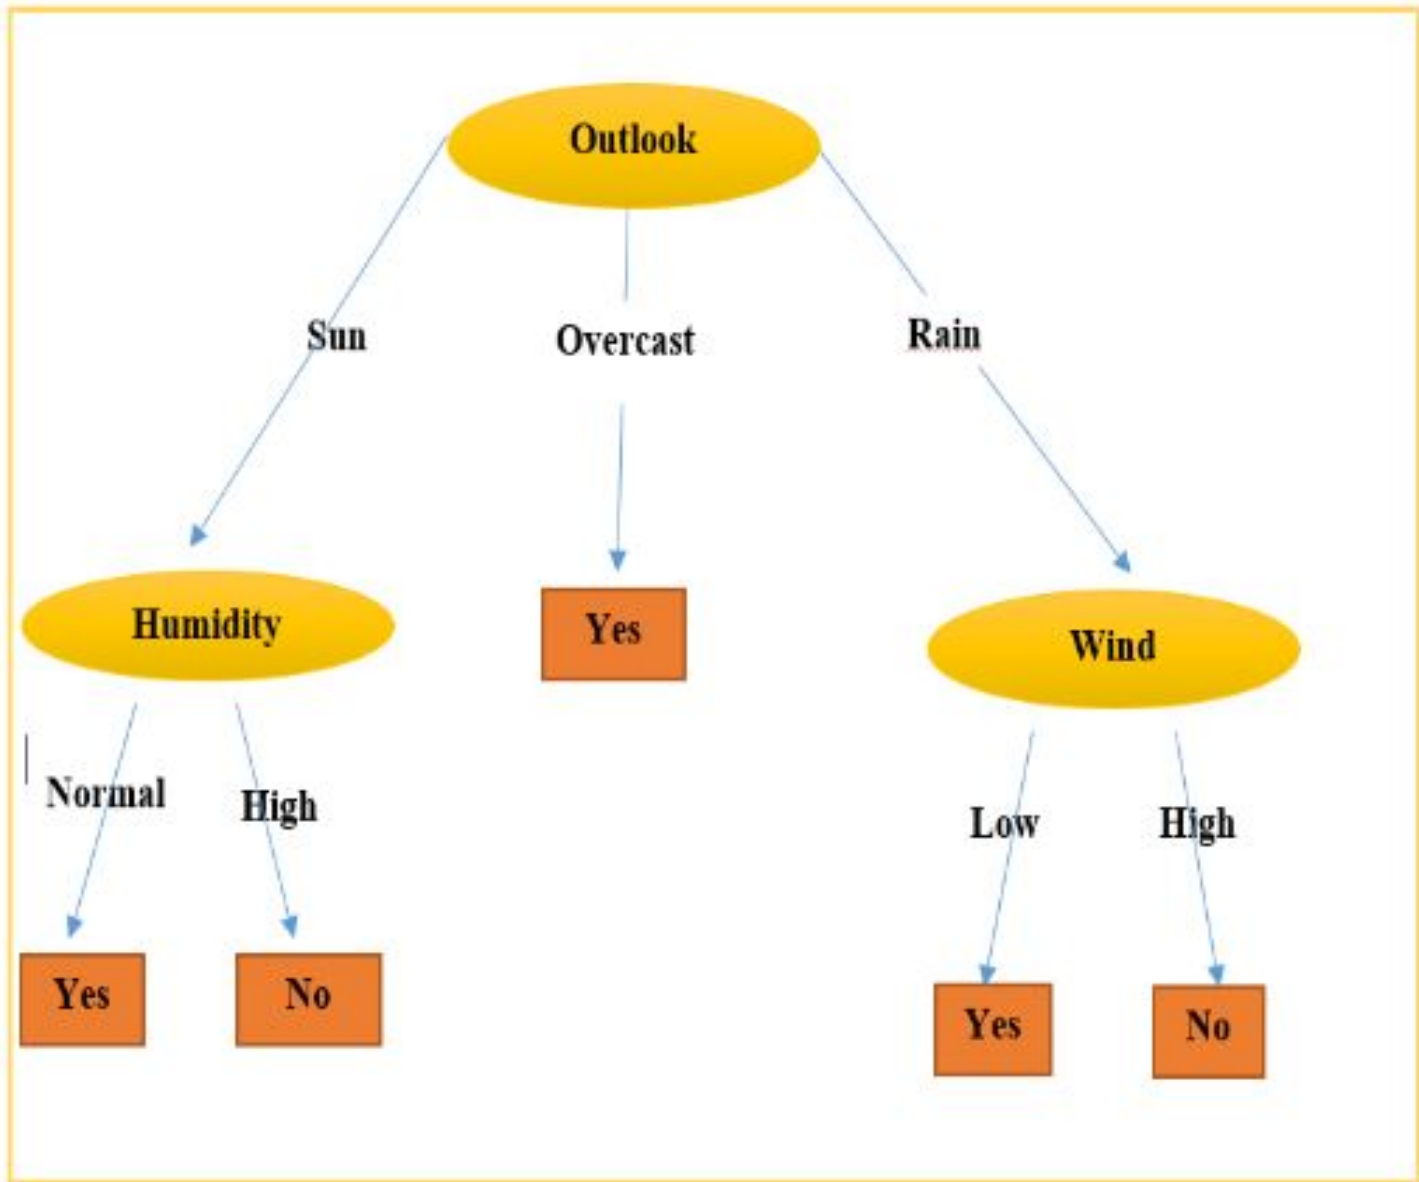 Outlook
Sun
Overcast
Rain
Humidity
Yes
Wind
Normal
High
Low
High
Yes
No
Yes
No